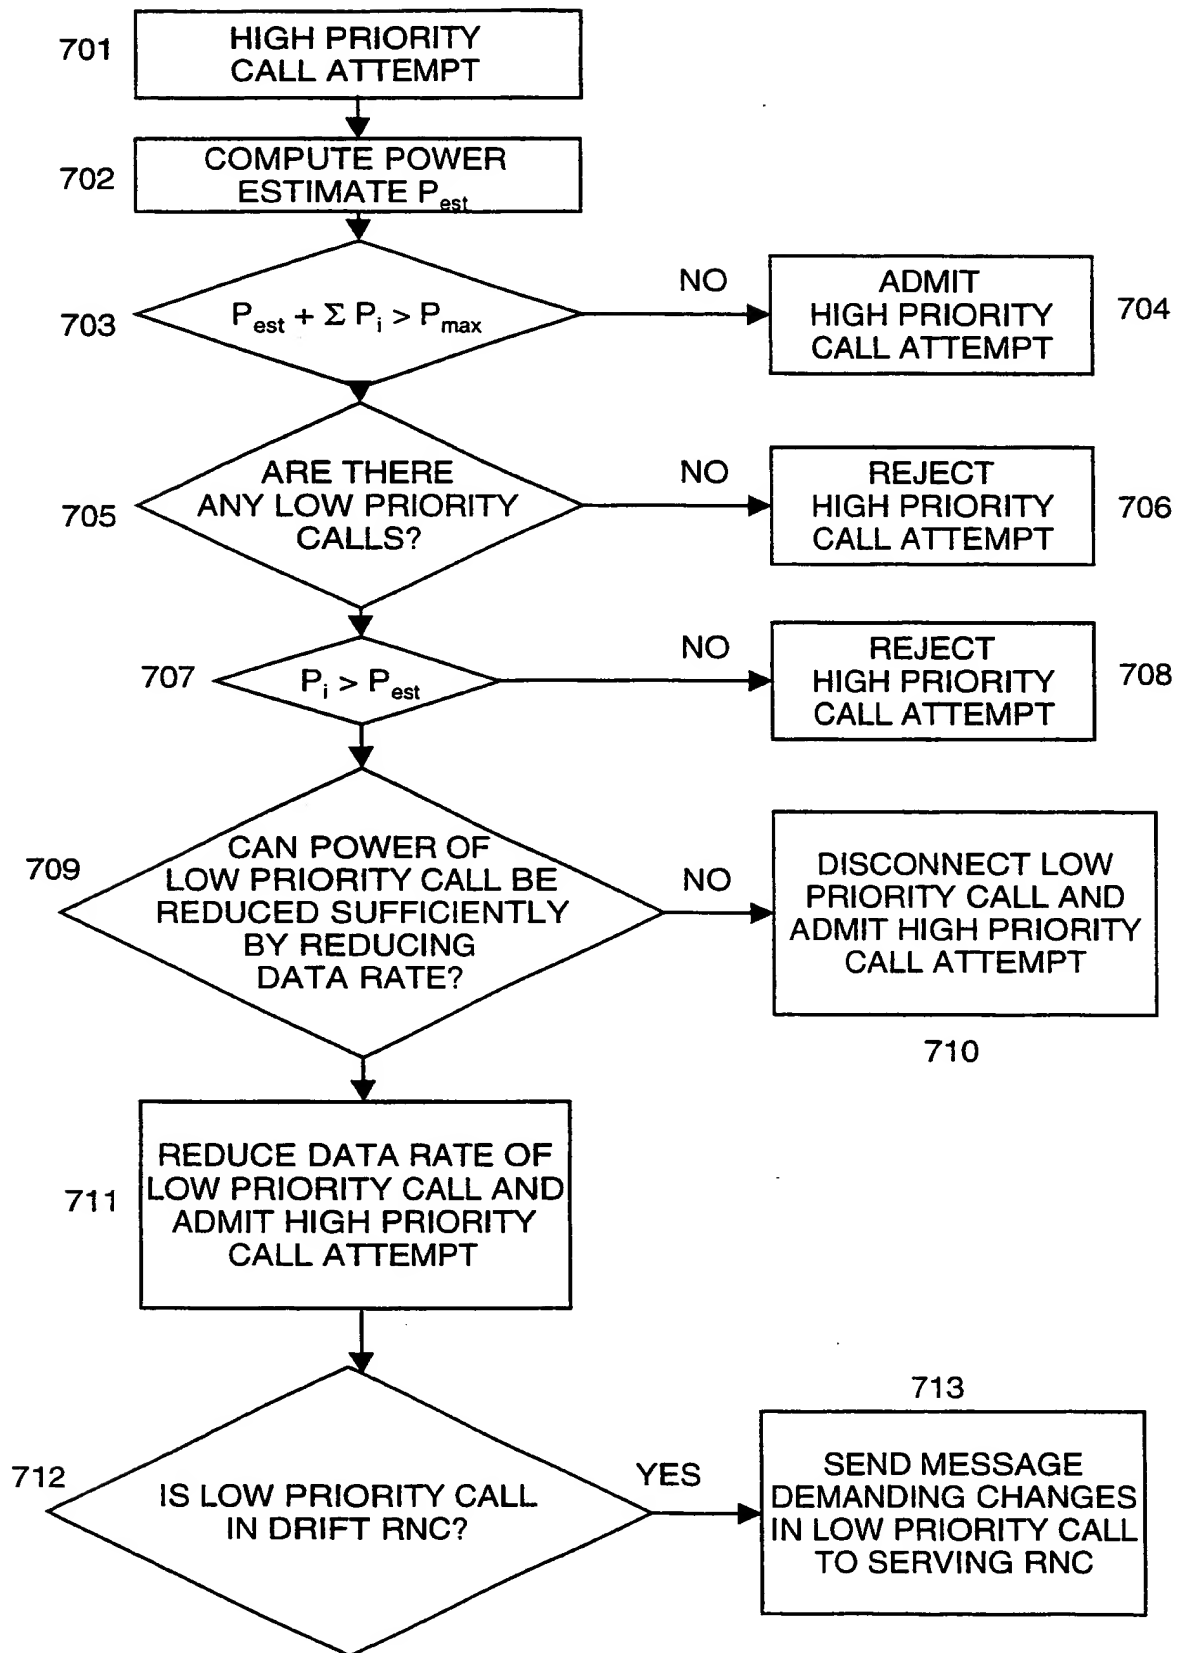 701
HIGH PRIORITY
CALL ATTEMPT
702
COMPUTE POWER
ESTIMATE Pest
703
Pest + Σ Pi > Pmax
NO
ADMIT
HIGH PRIORITY
CALL ATTEMPT
704
705
ARE THERE
ANY LOW PRIORITY
CALLS?
NO
REJECT
HIGH PRIORITY
CALL ATTEMPT
706
707
Pi > Pest
NO
REJECT
HIGH PRIORITY
CALL ATTEMPT
708
709
CAN POWER OF
LOW PRIORITY CALL BE
REDUCED SUFFICIENTLY
BY REDUCING
DATA RATE?
NO
DISCONNECT LOW
PRIORITY CALL AND
ADMIT HIGH PRIORITY
CALL ATTEMPT
710
711
REDUCE DATA RATE OF
LOW PRIORITY CALL AND
ADMIT HIGH PRIORITY
CALL ATTEMPT
712
IS LOW PRIORITY CALL
IN DRIFT RNC?
YES
713
SEND MESSAGE
DEMANDING CHANGES
IN LOW PRIORITY CALL
TO SERVING RNC